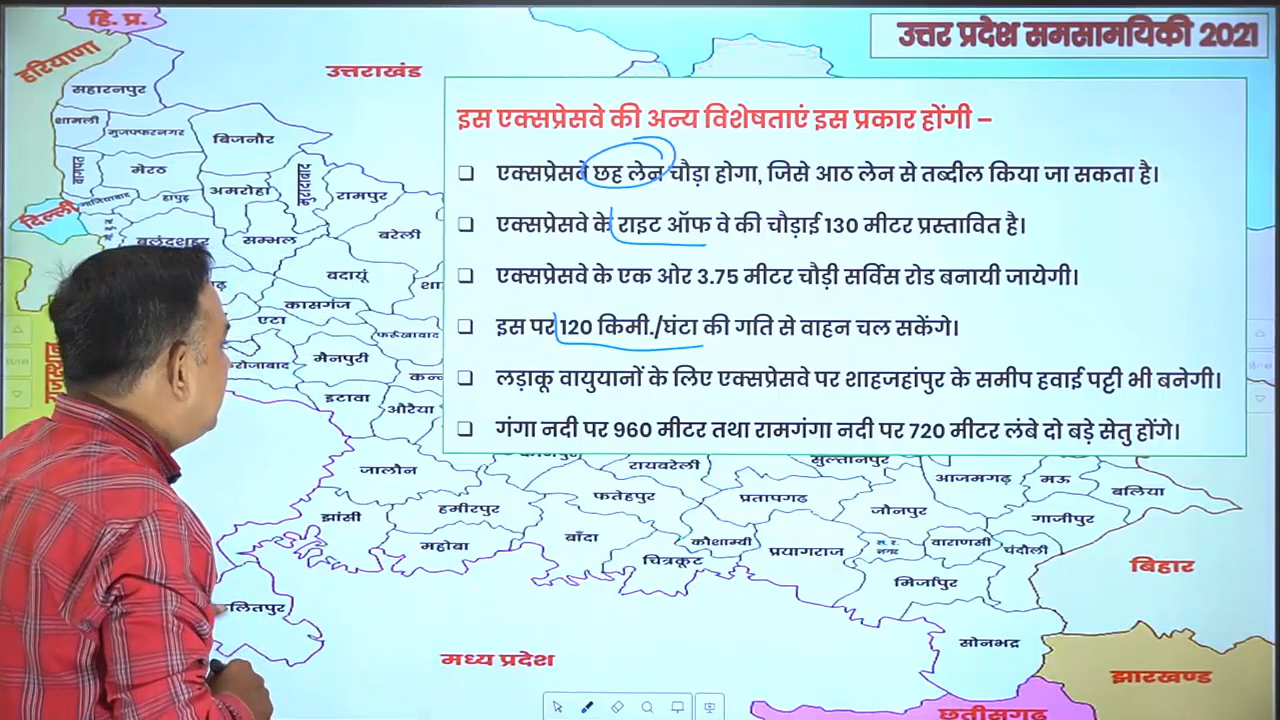 हि. प्र.
उत्तर प्रदेश समसामयिकी 2021
हरियाणा
उत्तराखंड
सहारनपुर
शामली
मुजफ्फरनगर
बिजनौर
बागपत
मेरठ
अमरोहा
मुरादाबाद
रामपुर
दिल्ली
गाजियाबाद
हापुड़
बुलंदशहर
सम्भल
बरेली
बदायूं
कासगंज
एटा
फर्रुखाबाद
मैनपुरी
इटावा
औरैया
राजस्थान
इस एक्सप्रेसवे की अन्य विशेषताएं इस प्रकार होंगी –
एक्सप्रेसवे छह लेन चौड़ा होगा, जिसे आठ लेन से तब्दील किया जा सकता है।
एक्सप्रेसवे के राइट ऑफ वे की चौड़ाई 130 मीटर प्रस्तावित है।
एक्सप्रेसवे के एक ओर 3.75 मीटर चौड़ी सर्विस रोड बनायी जायेगी।
इस पर 120 किमी./घंटा की गति से वाहन चल सकेंगे।
लड़ाकू वायुयानों के लिए एक्सप्रेसवे पर शाहजहांपुर के समीप हवाई पट्टी भी बनेगी।
गंगा नदी पर 960 मीटर तथा रामगंगा नदी पर 720 मीटर लंबे दो बड़े सेतु होंगे।
जालौन
रायबरेली
सुल्तानपुर
आजमगढ़
मऊ
बलिया
झांसी
हमीरपुर
फतेहपुर
प्रतापगढ़
जौनपुर
गाजीपुर
महोबा
बाँदा
चित्रकूट
कौशाम्बी
प्रयागराज
वाराणसी
चंदौली
मिर्जापुर
बिहार
सोनभद्र
मध्य प्रदेश
झारखण्ड
छत्तीसगढ़